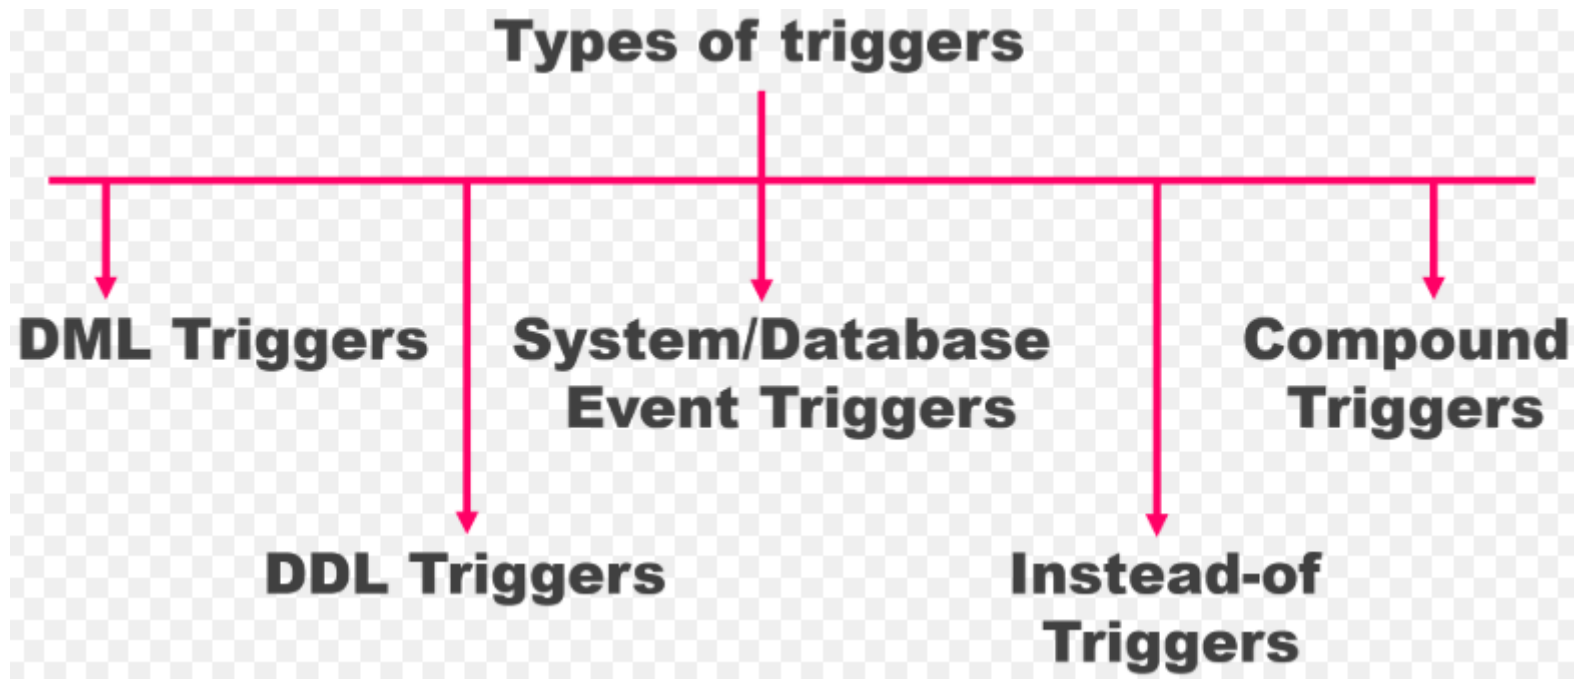 Types of triggers
DML Triggers
System/Database
Event Triggers
Compound
Triggers
DDL Triggers
Instead-of
Triggers